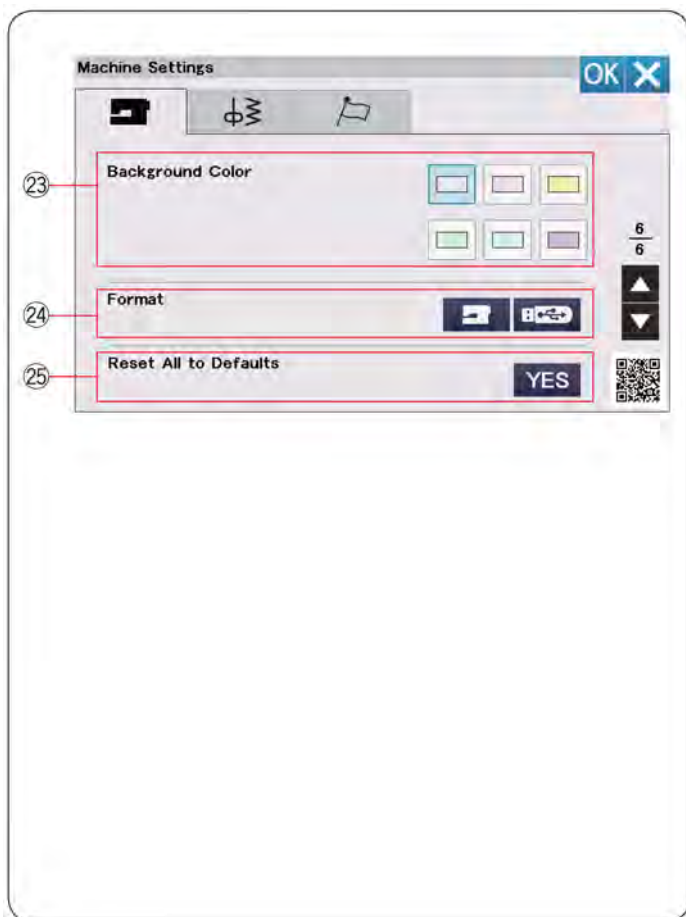 Machine Settings
OK X
㉓ Background Color
6
6
㉔ Format
㉕ Reset All to Defaults
YES